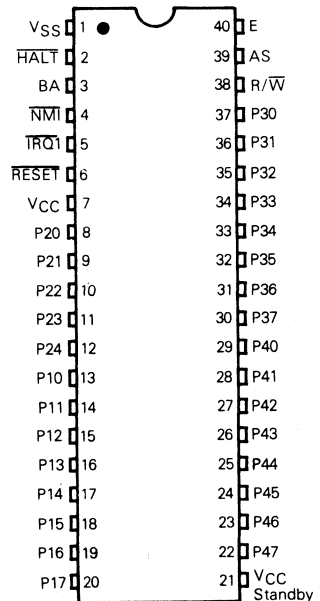 VSS 1 40 E
HALT 2 39 AS
BA 3 38 R/W
NMI 4 37 P30
IRQ1 5 36 P31
RESET 6 35 P32
VCC 7 34 P33
P20 8 33 P34
P21 9 32 P35
P22 10 31 P36
P23 11 30 P37
P24 12 29 P40
P10 13 28 P41
P11 14 27 P42
P12 15 26 P43
P13 16 25 P44
P14 17 24 P45
P15 18 23 P46
P16 19 22 P47
P17 20 21 VCC
Standby